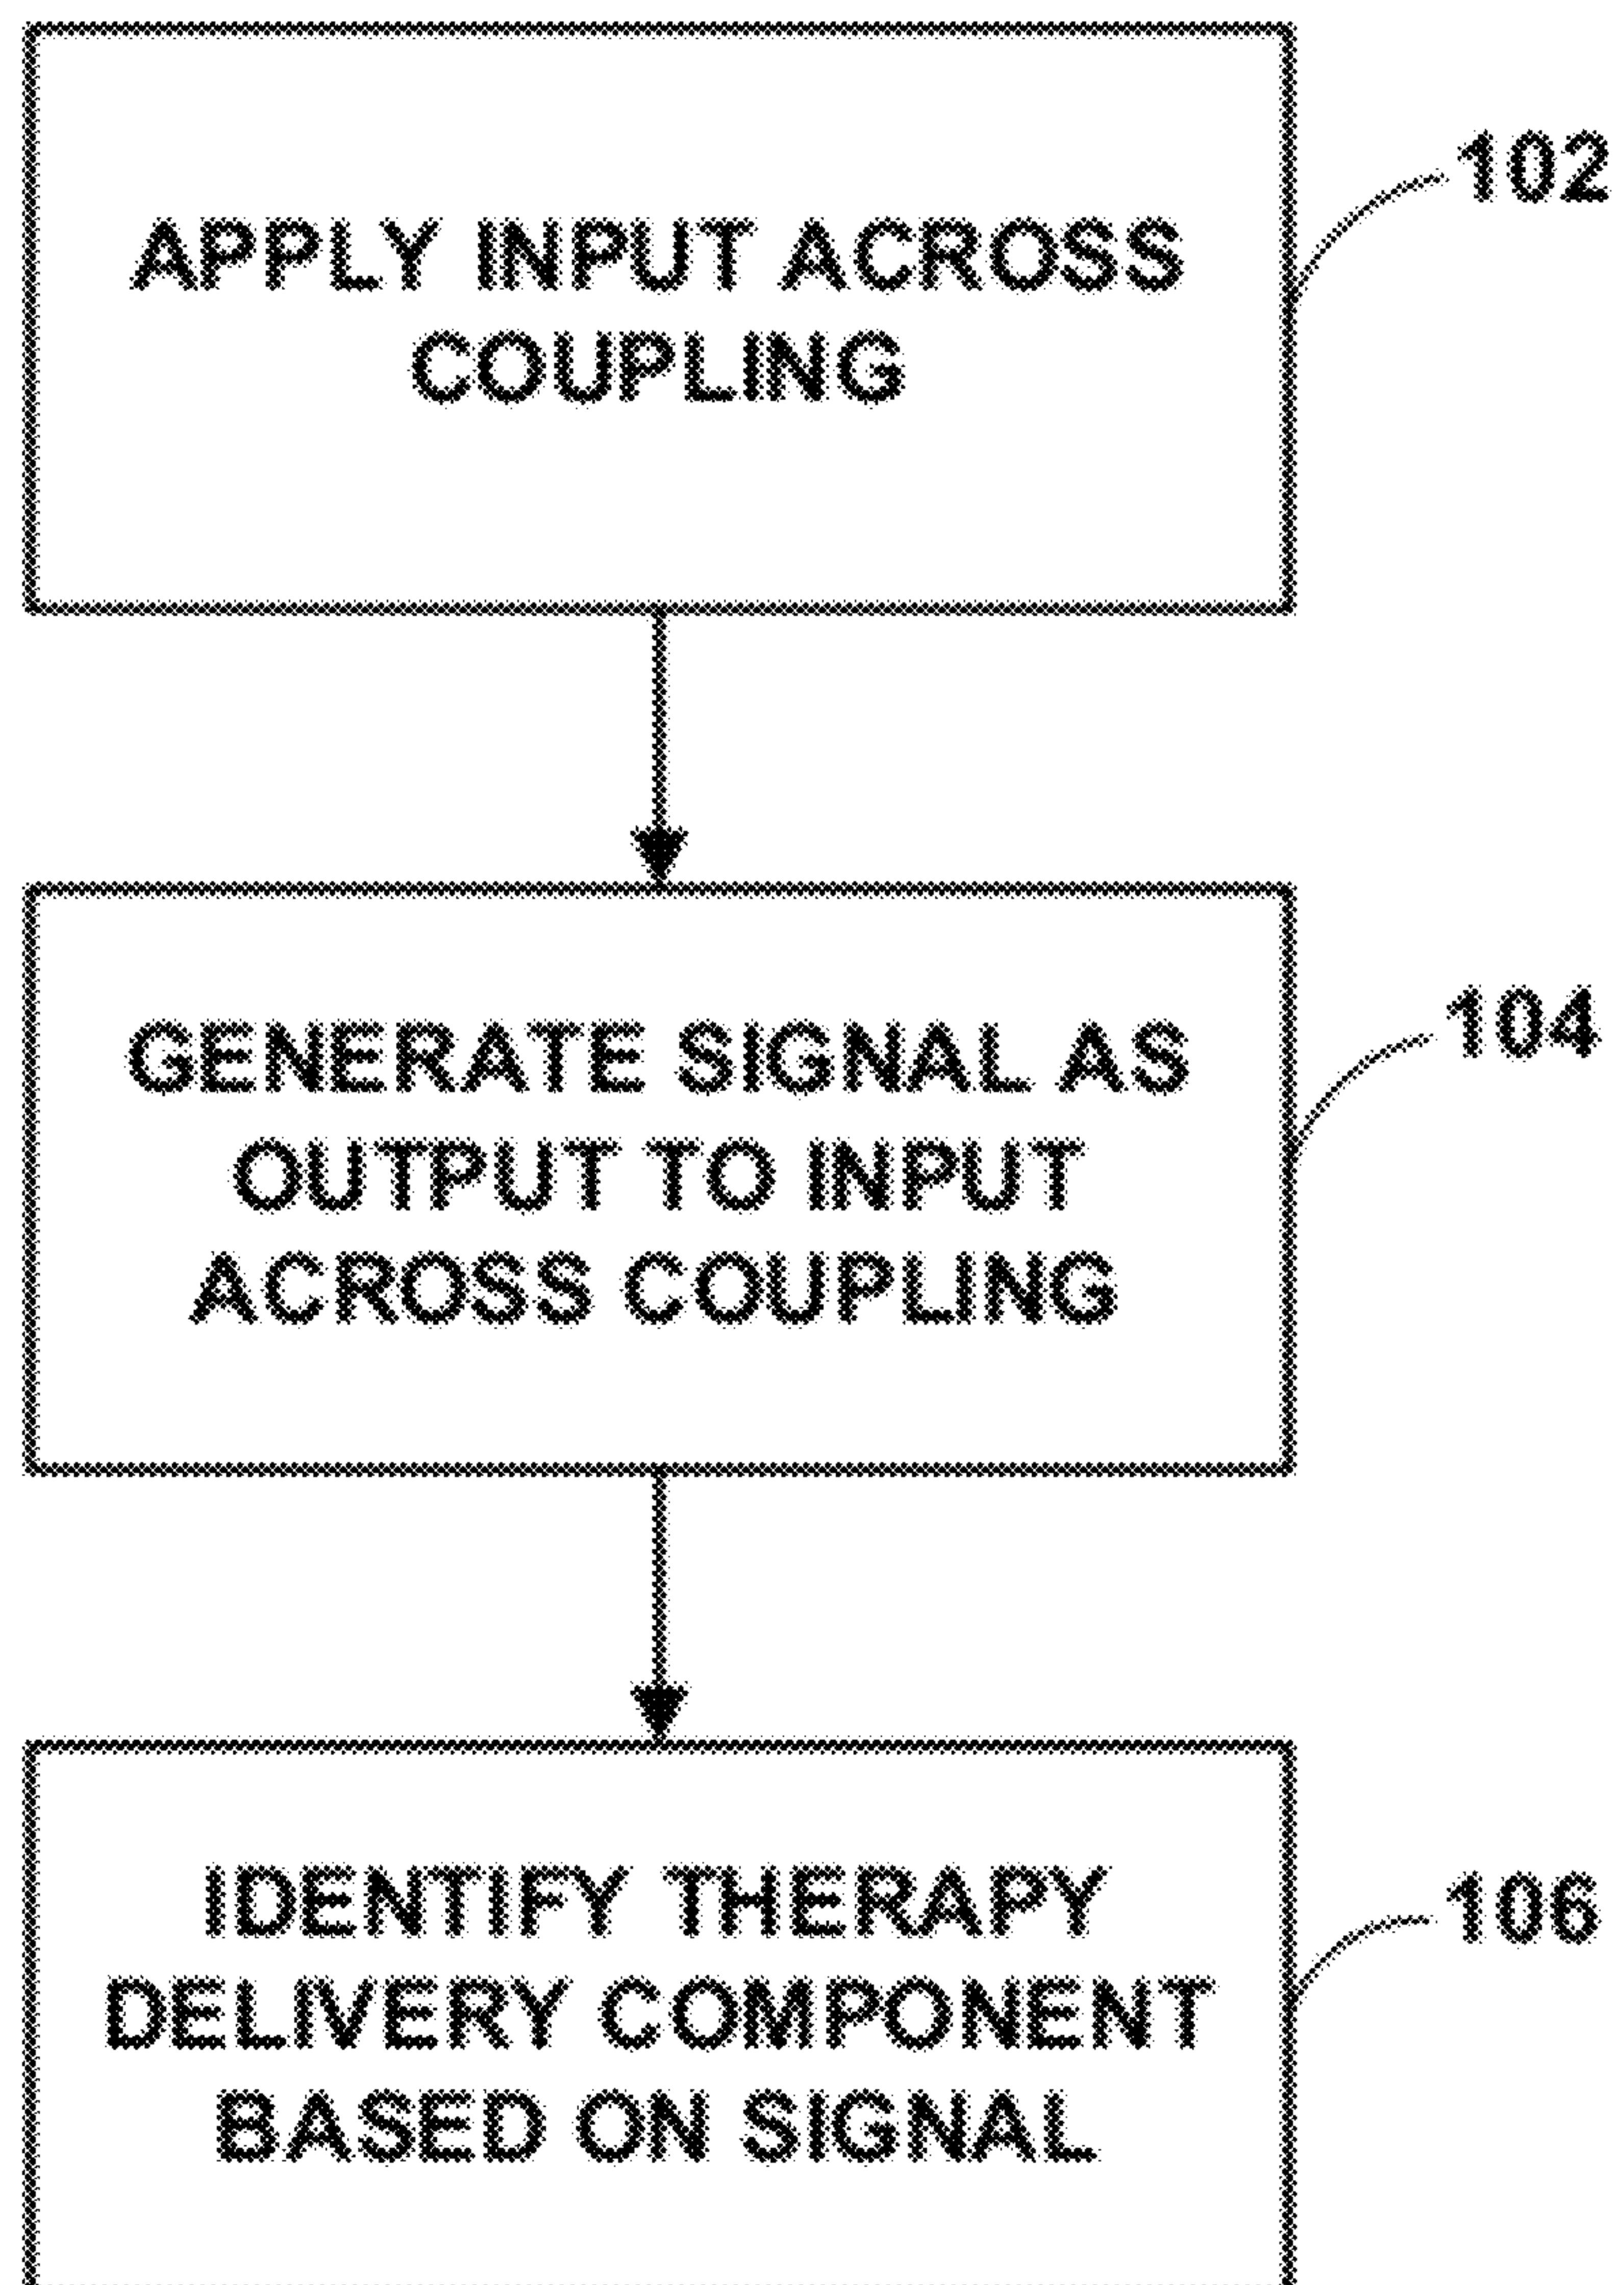 APPLY INPUT ACROSS
COUPLING
102
GENERATE SIGNAL AS
OUTPUT TO INPUT
ACROSS COUPLING
104
IDENTIFY THERAPY
DELIVERY COMPONENT
BASED ON SIGNAL
106